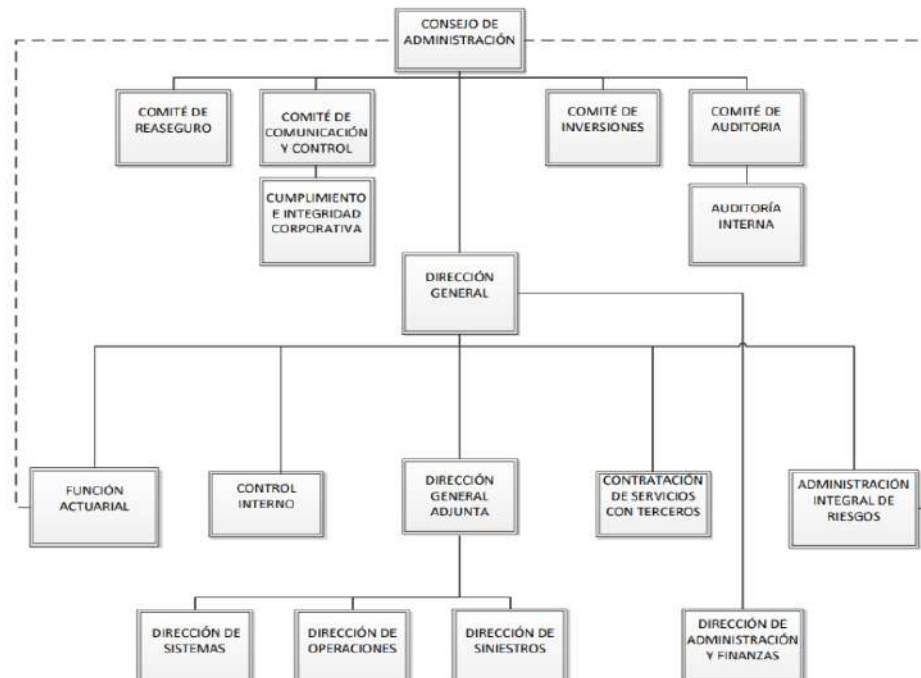 CONSEJO DE
ADMINISTRACIÓN
COMITÉ DE
REASEGURO
COMITÉ DE
COMUNICACIÓN
Y CONTROL
COMITÉ DE
INVERSIONES
COMITÉ DE
AUDITORIA
CUMPLIMIENTO
E INTEGRIDAD
CORPORATIVA
AUDITORÍA
INTERNA
DIRECCIÓN
GENERAL
FUNCIÓN
ACTUARIAL
CONTROL
INTERNO
DIRECCIÓN
GENERAL
ADJUNTA
CONTRATACIÓN
DE SERVICIOS
CON TERCEROS
ADMINISTRACIÓN
INTEGRAL DE
RIESGOS
DIRECCIÓN DE
SISTEMAS
DIRECCIÓN DE
OPERACIONES
DIRECCIÓN DE
SINIESTROS
DIRECCIÓN DE
ADMINISTRACIÓN
Y FINANZAS